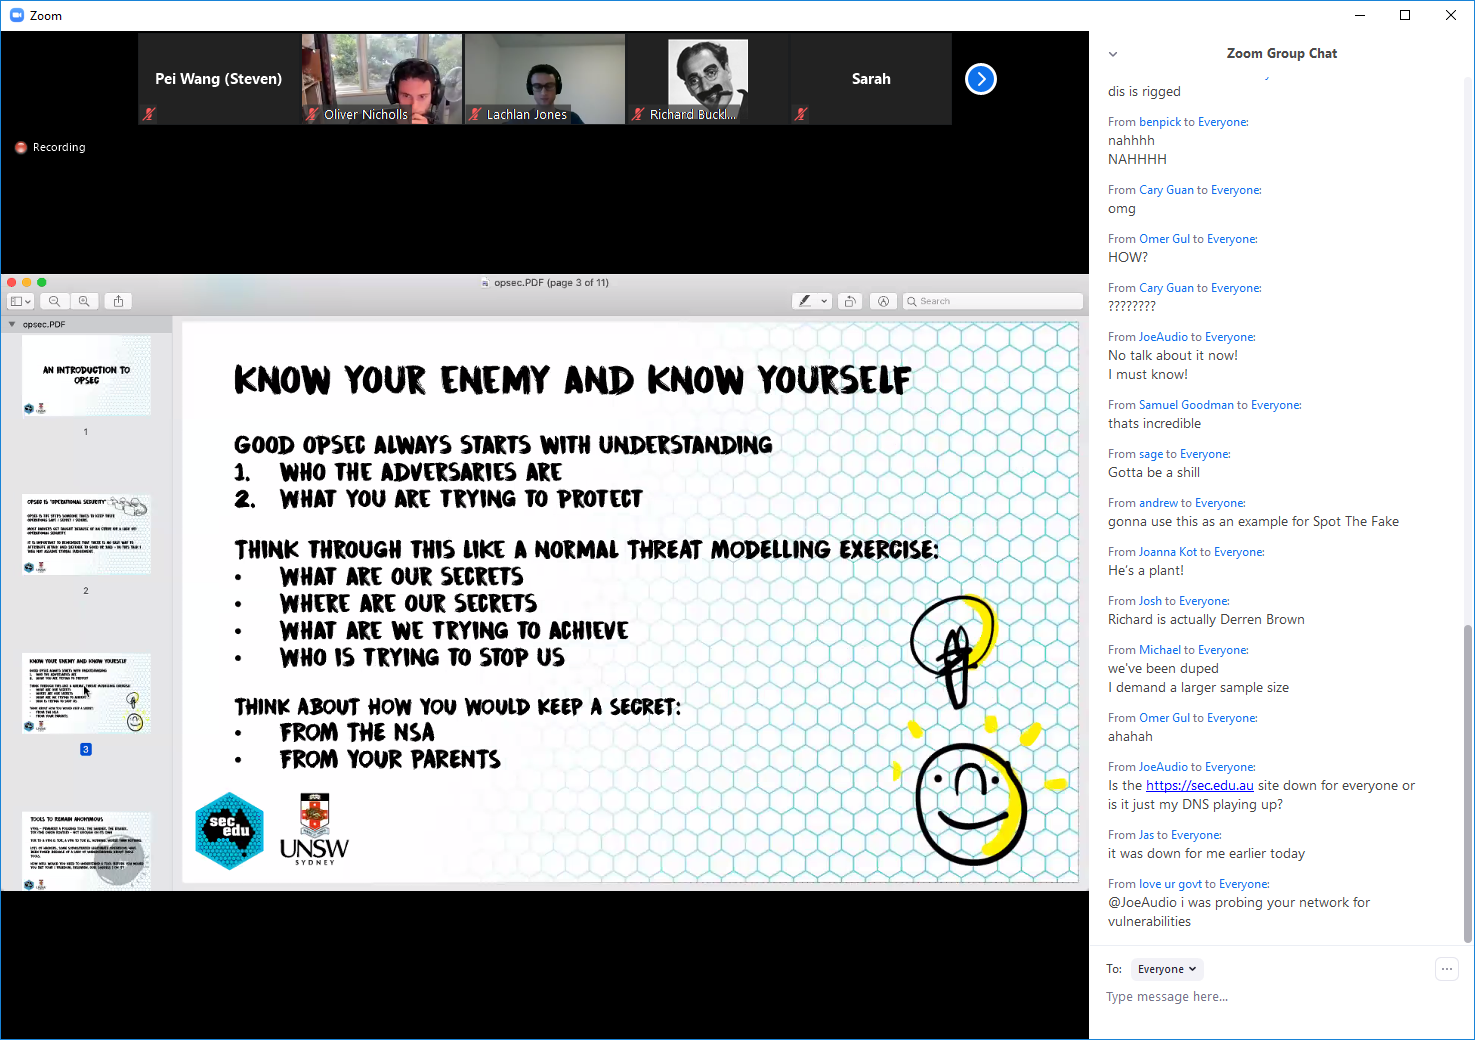 Zoom
Pei Wang (Steven)
Oliver Nicholls
Lachlan Jones
Richard Buckl...
Sarah
Recording
opsec.PDF (page 3 of 11)
Search
opsec.PDF
AN INTRODUCTION TO
OPSEC
1
OPSEC IS "OPERATIONAL SECURITY"
2
KNOW YOUR ENEMY AND KNOW YOURSELF
3
TOOLS TO REMAIN ANONYMOUS
KNOW YOUR ENEMY AND KNOW YOURSELF
GOOD OPSEC ALWAYS STARTS WITH UNDERSTANDING
1. WHO THE ADVERSARIES ARE
2. WHAT YOU ARE TRYING TO PROTECT
THINK THROUGH THIS LIKE A NORMAL THREAT MODELLING EXERCISE:
• WHAT ARE OUR SECRETS
• WHERE ARE OUR SECRETS
• WHAT ARE WE TRYING TO ACHIEVE
• WHO IS TRYING TO STOP US
THINK ABOUT HOW YOU WOULD KEEP A SECRET:
• FROM THE NSA
• FROM YOUR PARENTS
sec.
edu
UNSW
SYDNEY
Zoom Group Chat
dis is rigged
From benpick to Everyone:
nahhhh
NAHHHH
From Cary Guan to Everyone:
omg
From Omer Gul to Everyone:
HOW?
From Cary Guan to Everyone:
????????
From JoeAudio to Everyone:
No talk about it now!
I must know!
From Samuel Goodman to Everyone:
thats incredible
From sage to Everyone:
Gotta be a shill
From andrew to Everyone:
gonna use this as an example for Spot The Fake
From Joanna Kot to Everyone:
He's a plant!
From Josh to Everyone:
Richard is actually Derren Brown
From Michael to Everyone:
we've been duped
I demand a larger sample size
From Omer Gul to Everyone:
ahahah
From JoeAudio to Everyone:
Is the https://sec.edu.au site down for everyone or
is it just my DNS playing up?
From Jas to Everyone:
it was down for me earlier today
From love ur govt to Everyone:
@JoeAudio i was probing your network for
vulnerabilities
To: Everyone
Type message here...